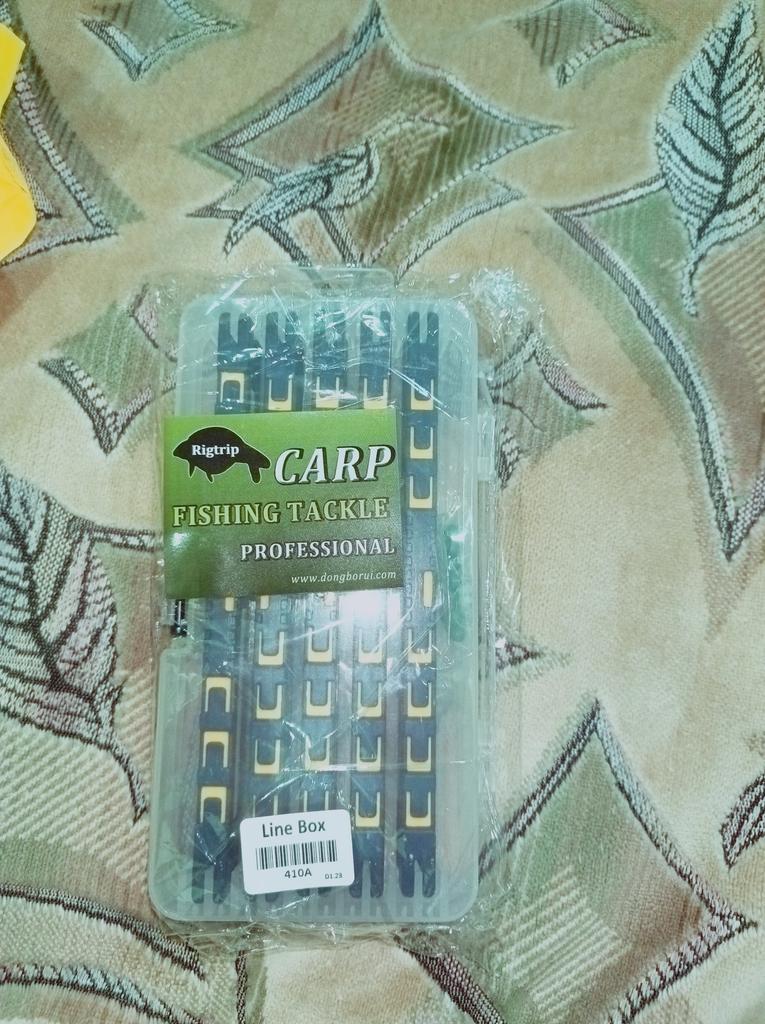 Rigtrip
CARP
FISHING TACKLE
PROFESSIONAL
www.dongborui.com
Line Box
410A
01.23